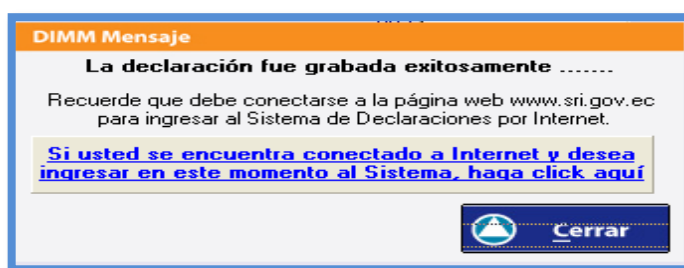 DIMM Mensaje
La declaración fue grabada exitosamente .......
Recuerde que debe conectarse a la página web www.sri.gov.ec
para ingresar al Sistema de Declaraciones por Internet.
Si usted se encuentra conectado a Internet y desea
ingresar en este momento al Sistema, haga click aquí
Cerrar